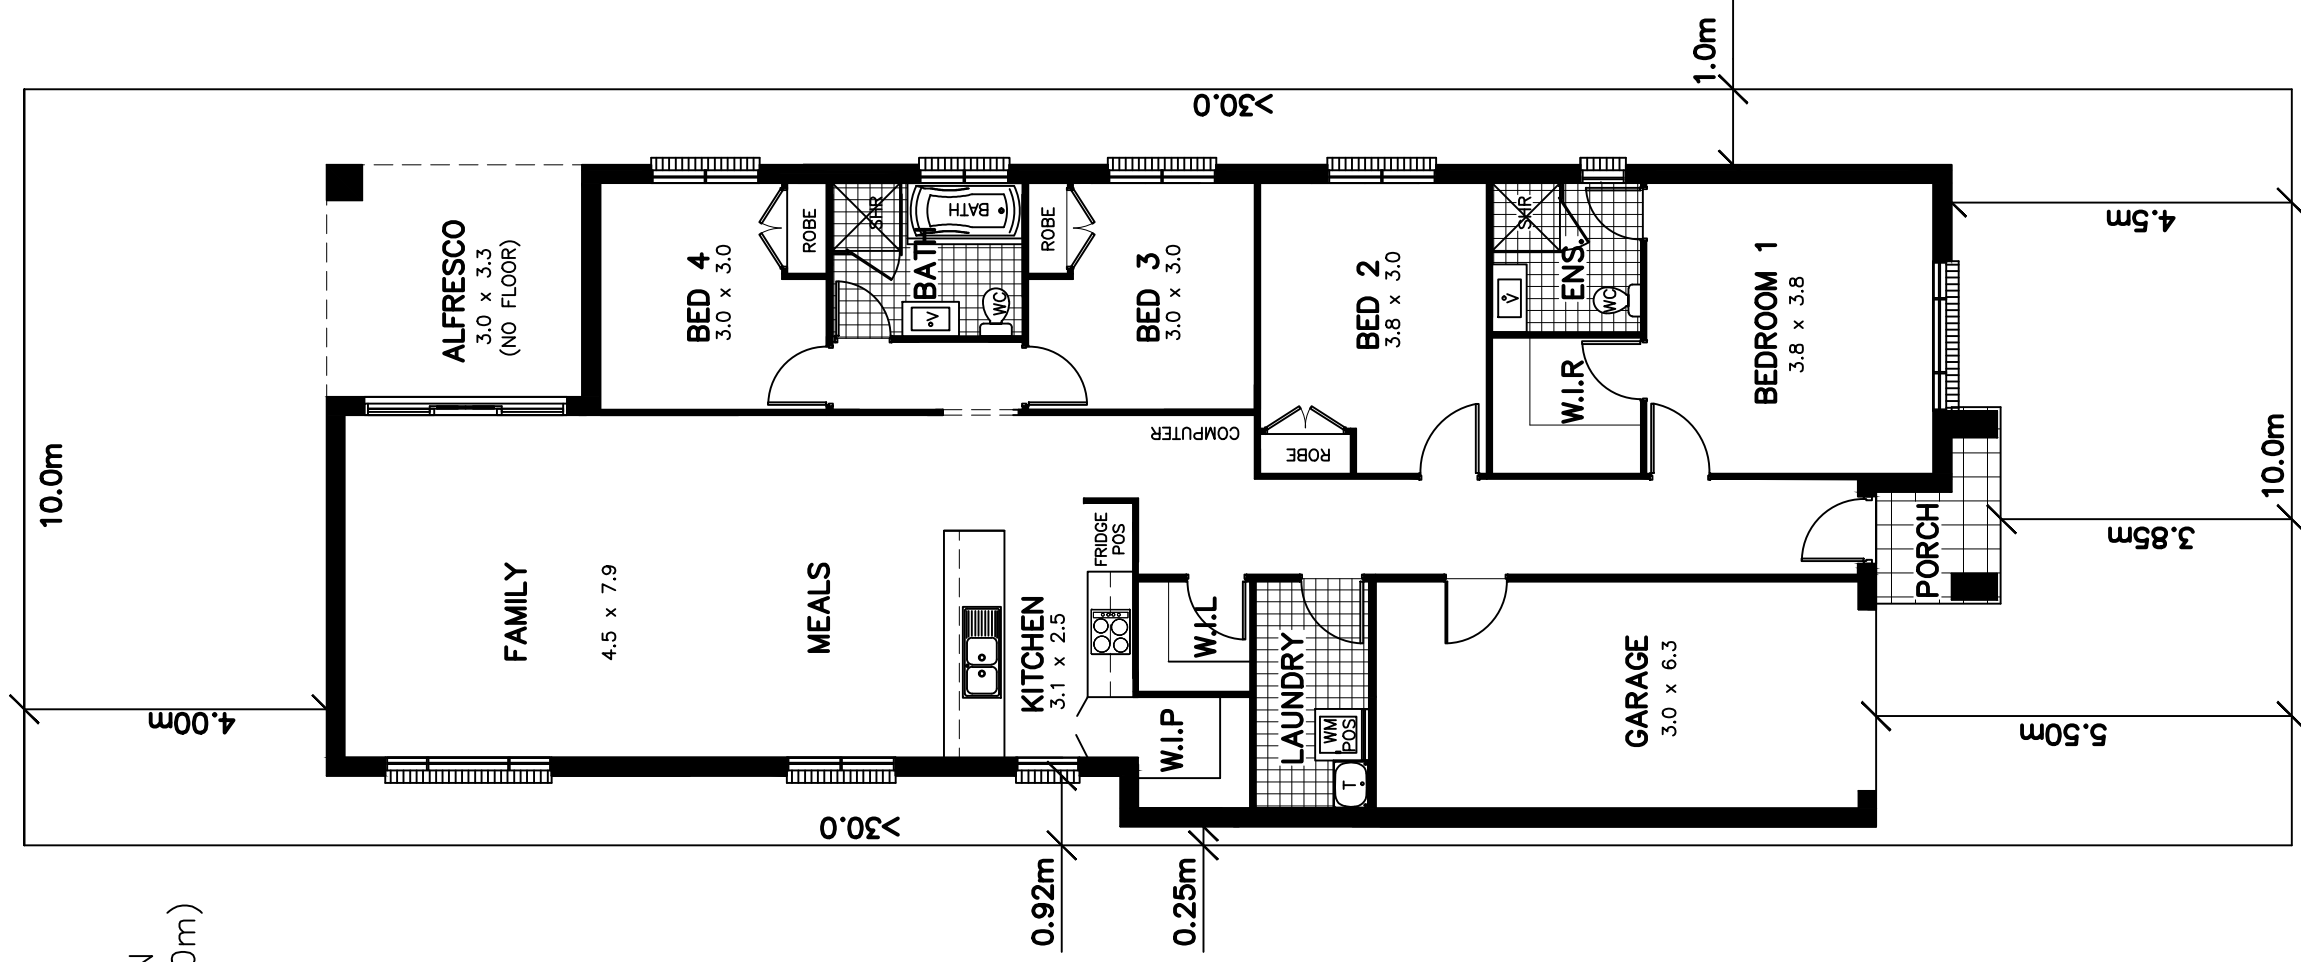 1.0m
>30.0
ALFRESCO
3.0 x 3.3
(NO FLOOR)
BED 4
3.0 x 3.0
ROBE
SHR
BATH
BATH
V
WC
ROBE
BED 3
3.0 x 3.0
BED 2
3.8 x 3.0
ROBE
SHR
ENS.
V
WC
W.I.R
BEDROOM 1
3.8 x 3.8
4.5m
10.0m
COMPUTER
10.0m
3.85m
PORCH
FAMILY
4.5 x 7.9
MEALS
KITCHEN
3.1 x 2.5
FRIDGE
POS
W.I.L
W.I.P
LAUNDRY
WM
POS
T
GARAGE
3.0 x 6.3
5.50m
4.00m
>30.0
0.92m
0.25m
N
0m)